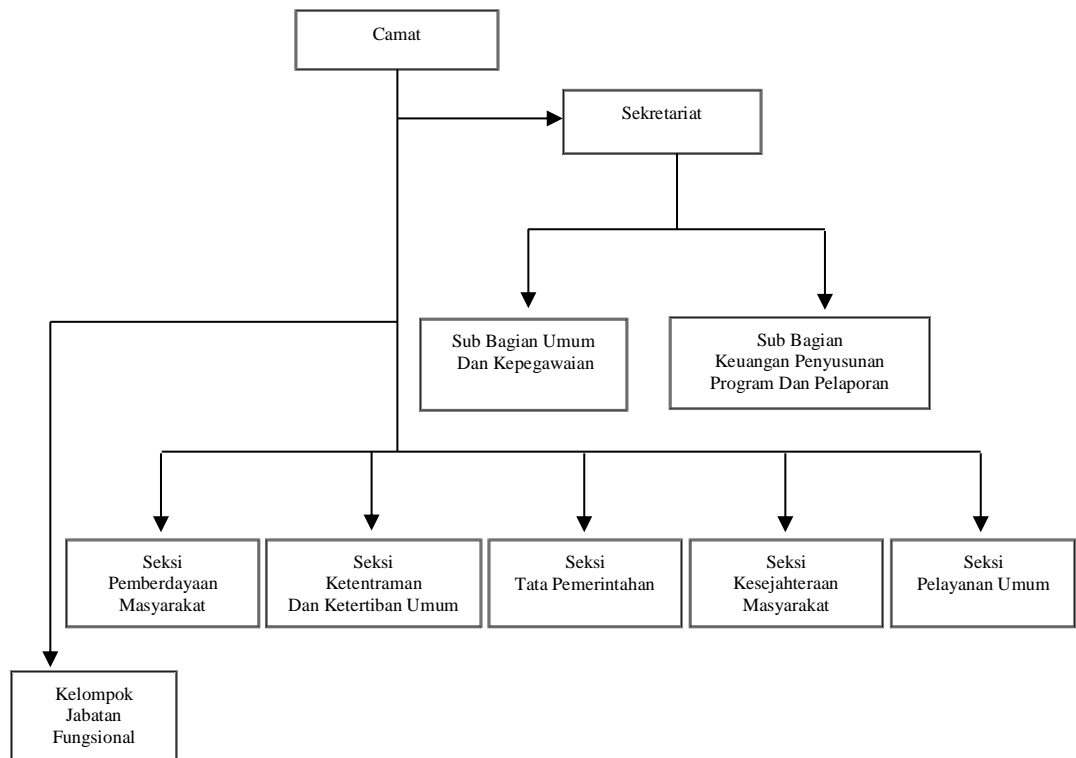 Camat
Sekretariat
Sub Bagian Umum
Dan Kepegawaian
Sub Bagian
Keuangan Penyusunan
Program Dan Pelaporan
Seksi
Pemberdayaan
Masyarakat
Seksi
Ketentraman
Dan Ketertiban Umum
Seksi
Tata Pemerintahan
Seksi
Kesejahteraan
Masyarakat
Seksi
Pelayanan Umum
Kelompok
Jabatan
Fungsional